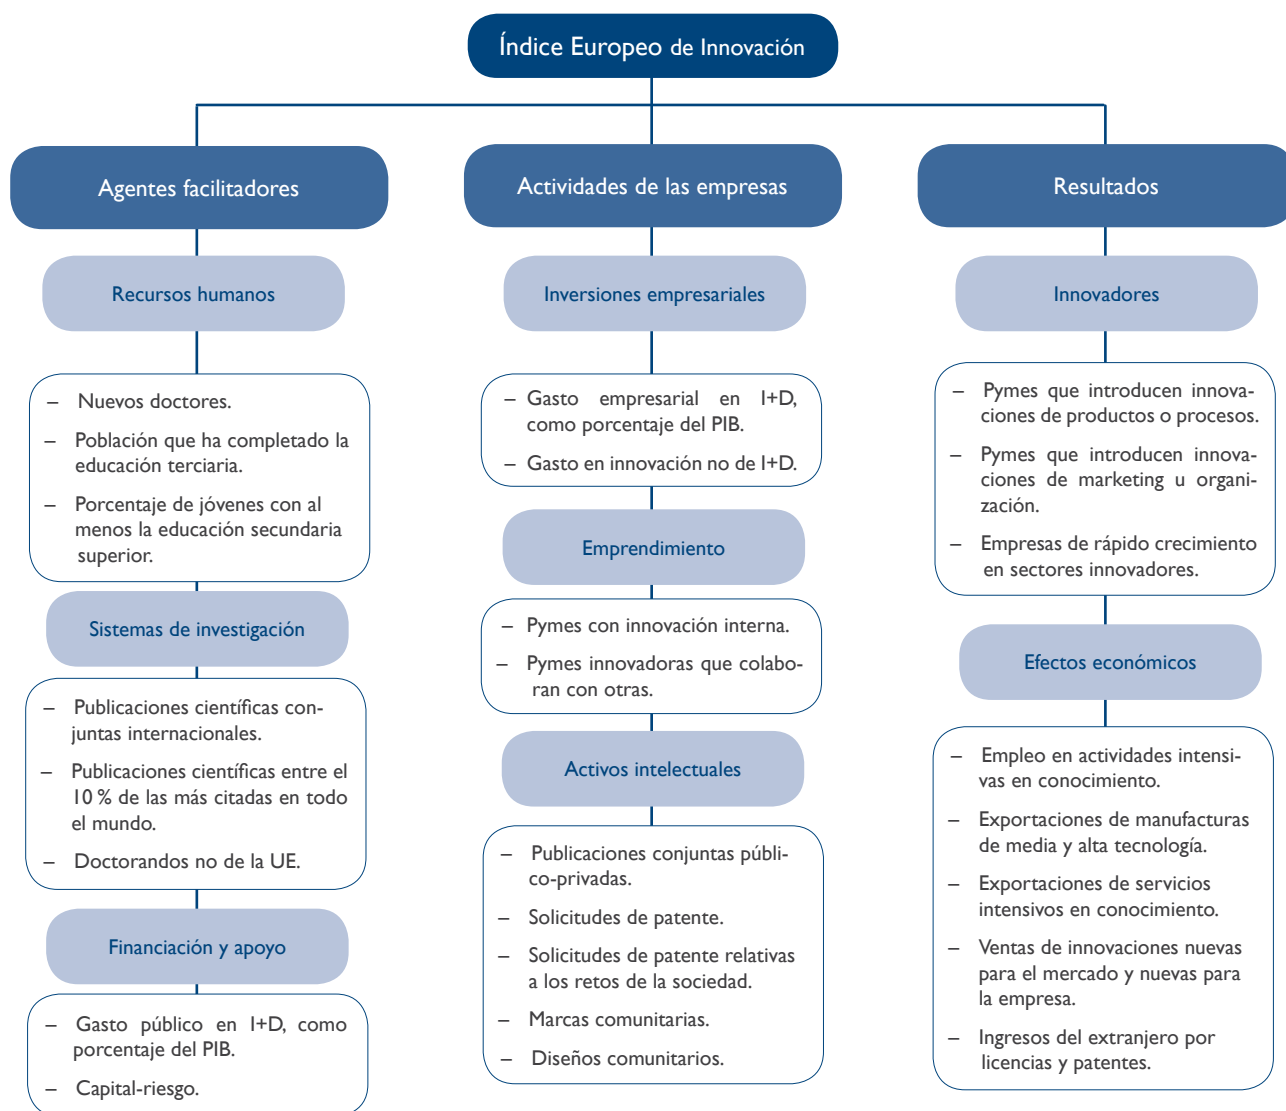 Índice Europeo de Innovación
Agentes facilitadores
Recursos humanos
– Nuevos doctores.
– Población que ha completado la
educación terciaria.
– Porcentaje de jóvenes con al
menos la educación secundaria
superior.
Sistemas de investigación
– Publicaciones científicas con-
juntas internacionales.
– Publicaciones científicas entre el
10 % de las más citadas en todo
el mundo.
– Doctorandos no de la UE.
Financiación y apoyo
– Gasto público en I+D, como
porcentaje del PIB.
– Capital-riesgo.
Actividades de las empresas
Inversiones empresariales
– Gasto empresarial en I+D,
como porcentaje del PIB.
– Gasto en innovación no de I+D.
Emprendimiento
– Pymes con innovación interna.
– Pymes innovadoras que colabo-
ran con otras.
Activos intelectuales
– Publicaciones conjuntas públi-
co-privadas.
– Solicitudes de patente.
– Solicitudes de patente relativas
a los retos de la sociedad.
– Marcas comunitarias.
– Diseños comunitarios.
Resultados
Innovadores
– Pymes que introducen innova-
ciones de productos o procesos.
– Pymes que introducen innova-
ciones de marketing u organi-
zación.
– Empresas de rápido crecimiento
en sectores innovadores.
Efectos económicos
– Empleo en actividades intensi-
vas en conocimiento.
– Exportaciones de manufacturas
de media y alta tecnología.
– Exportaciones de servicios
intensivos en conocimiento.
– Ventas de innovaciones nuevas
para el mercado y nuevas para
la empresa.
– Ingresos del extranjero por
licencias y patentes.